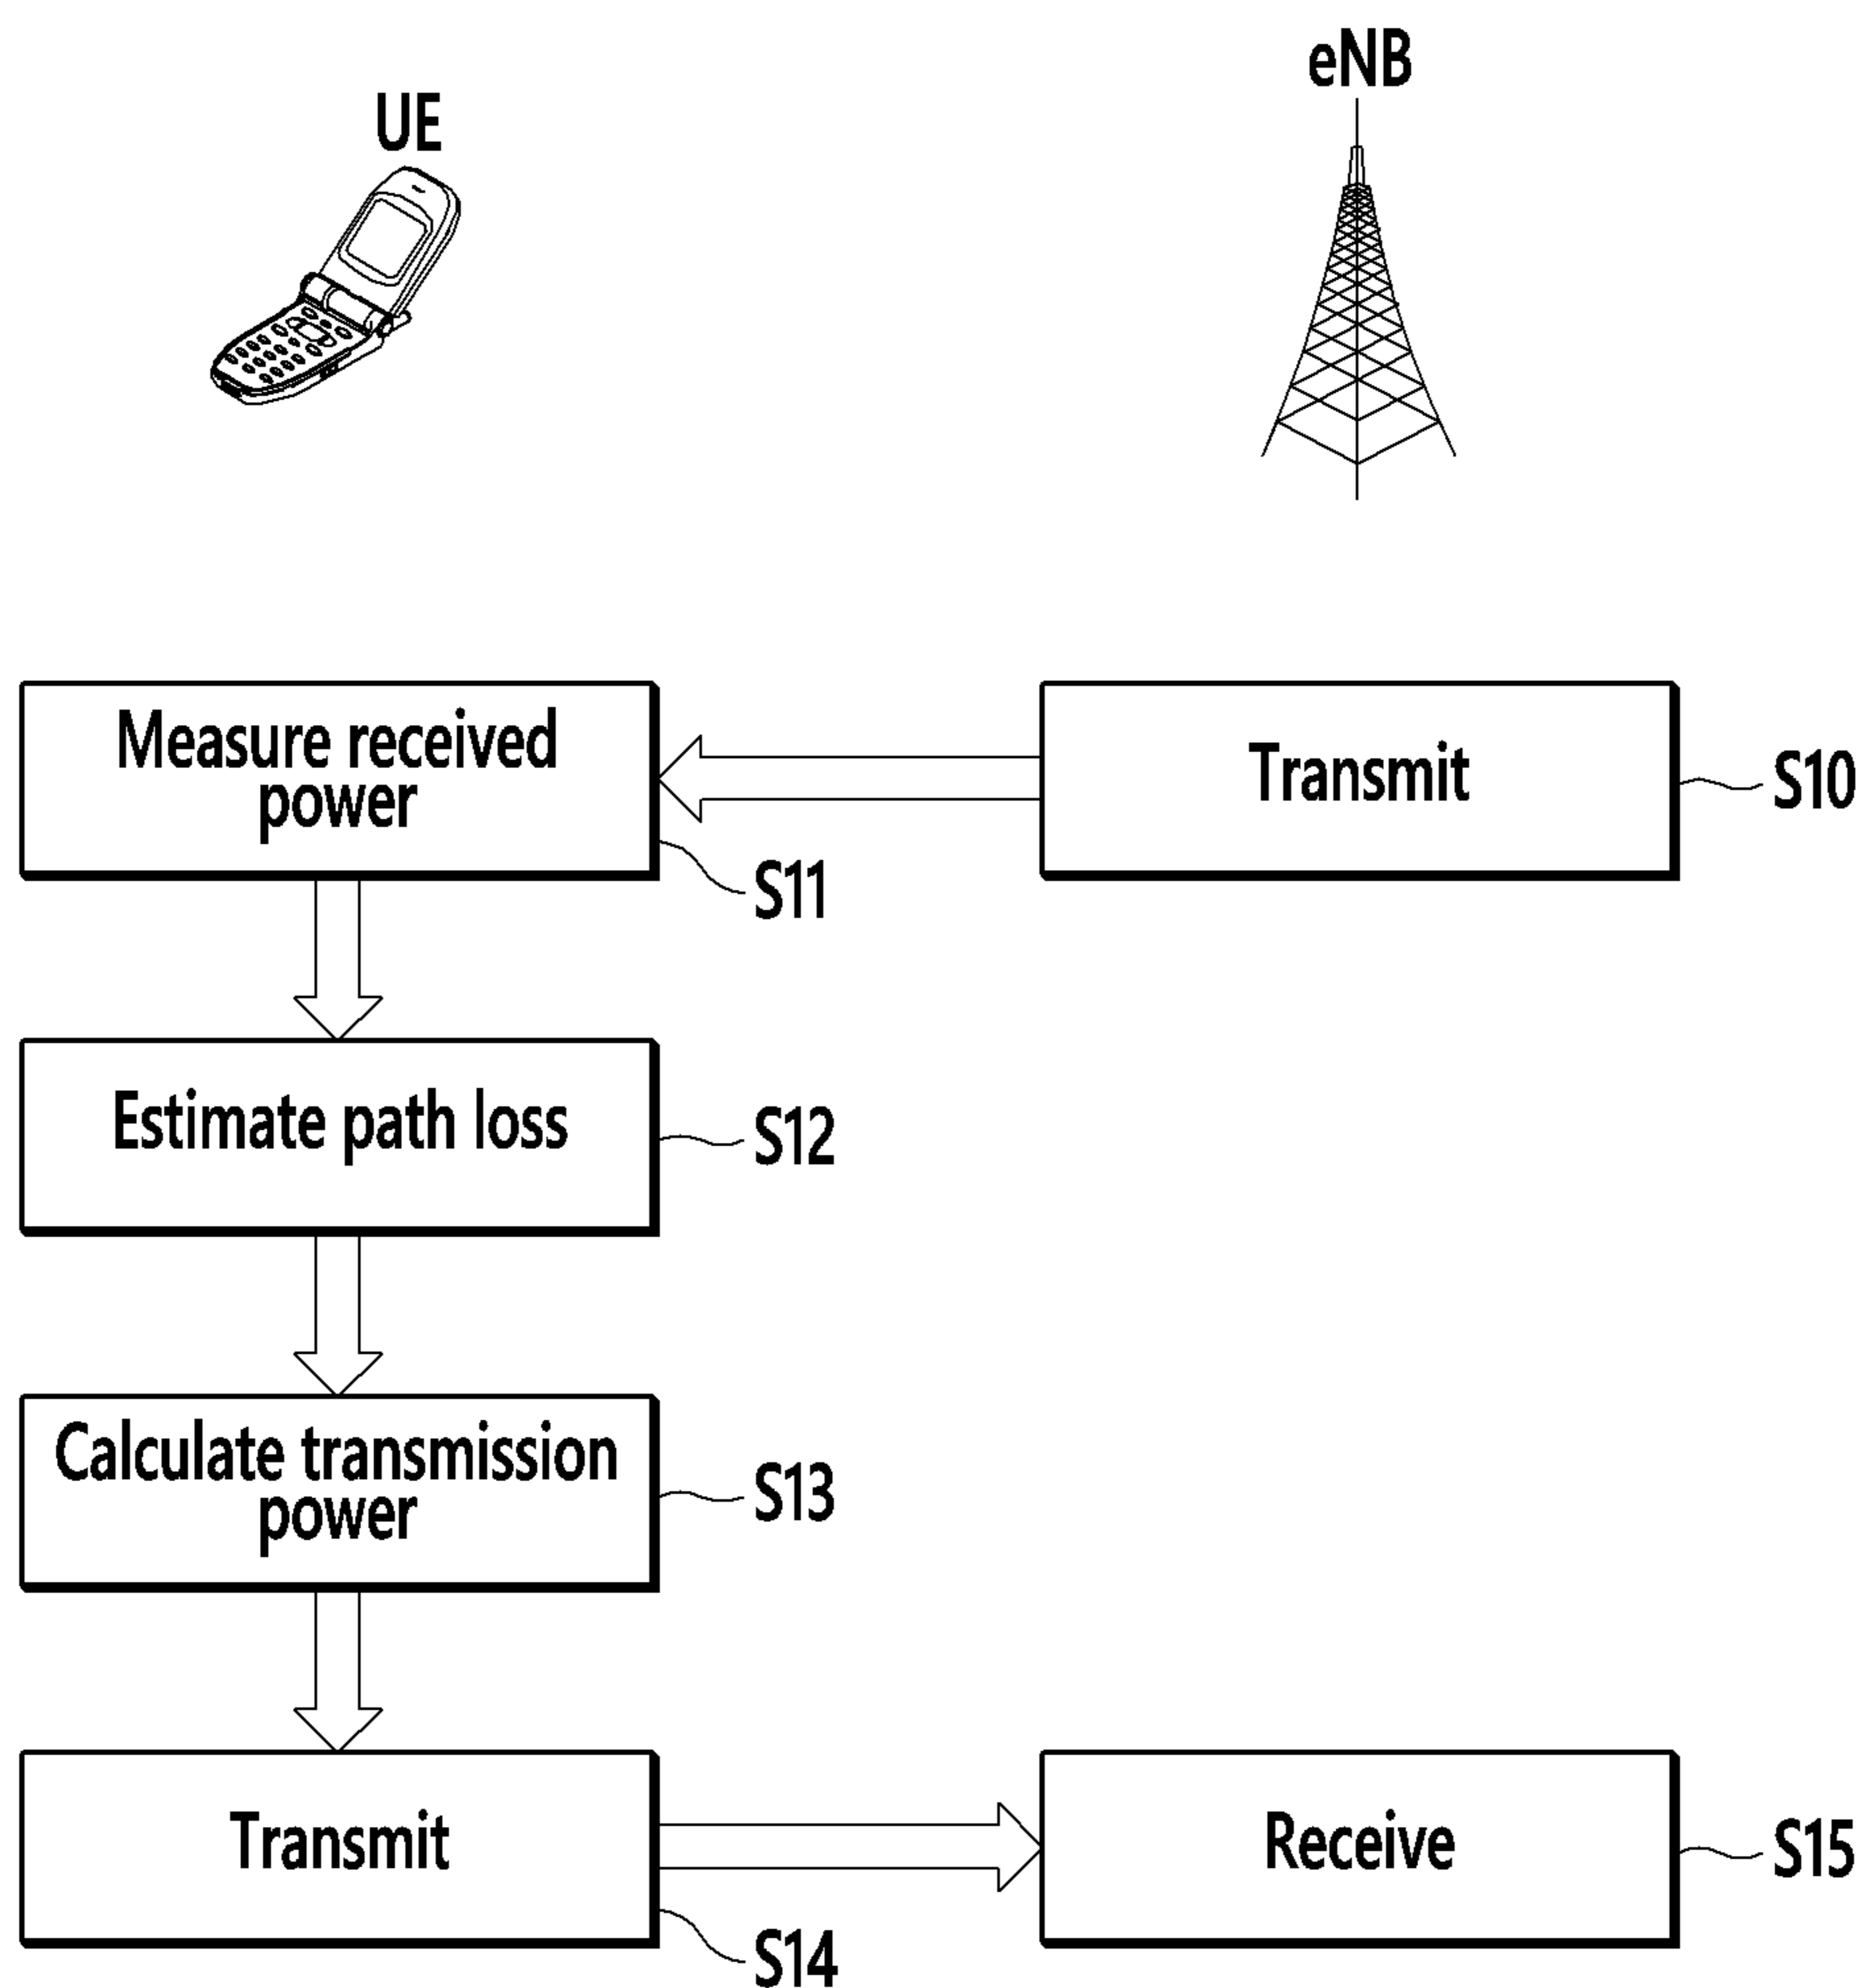 eNB
UE
Measure received
power
Transmit
S10
S11
Estimate path loss
S12
Calculate transmission
power
S13
Transmit
Receive
S15
S14